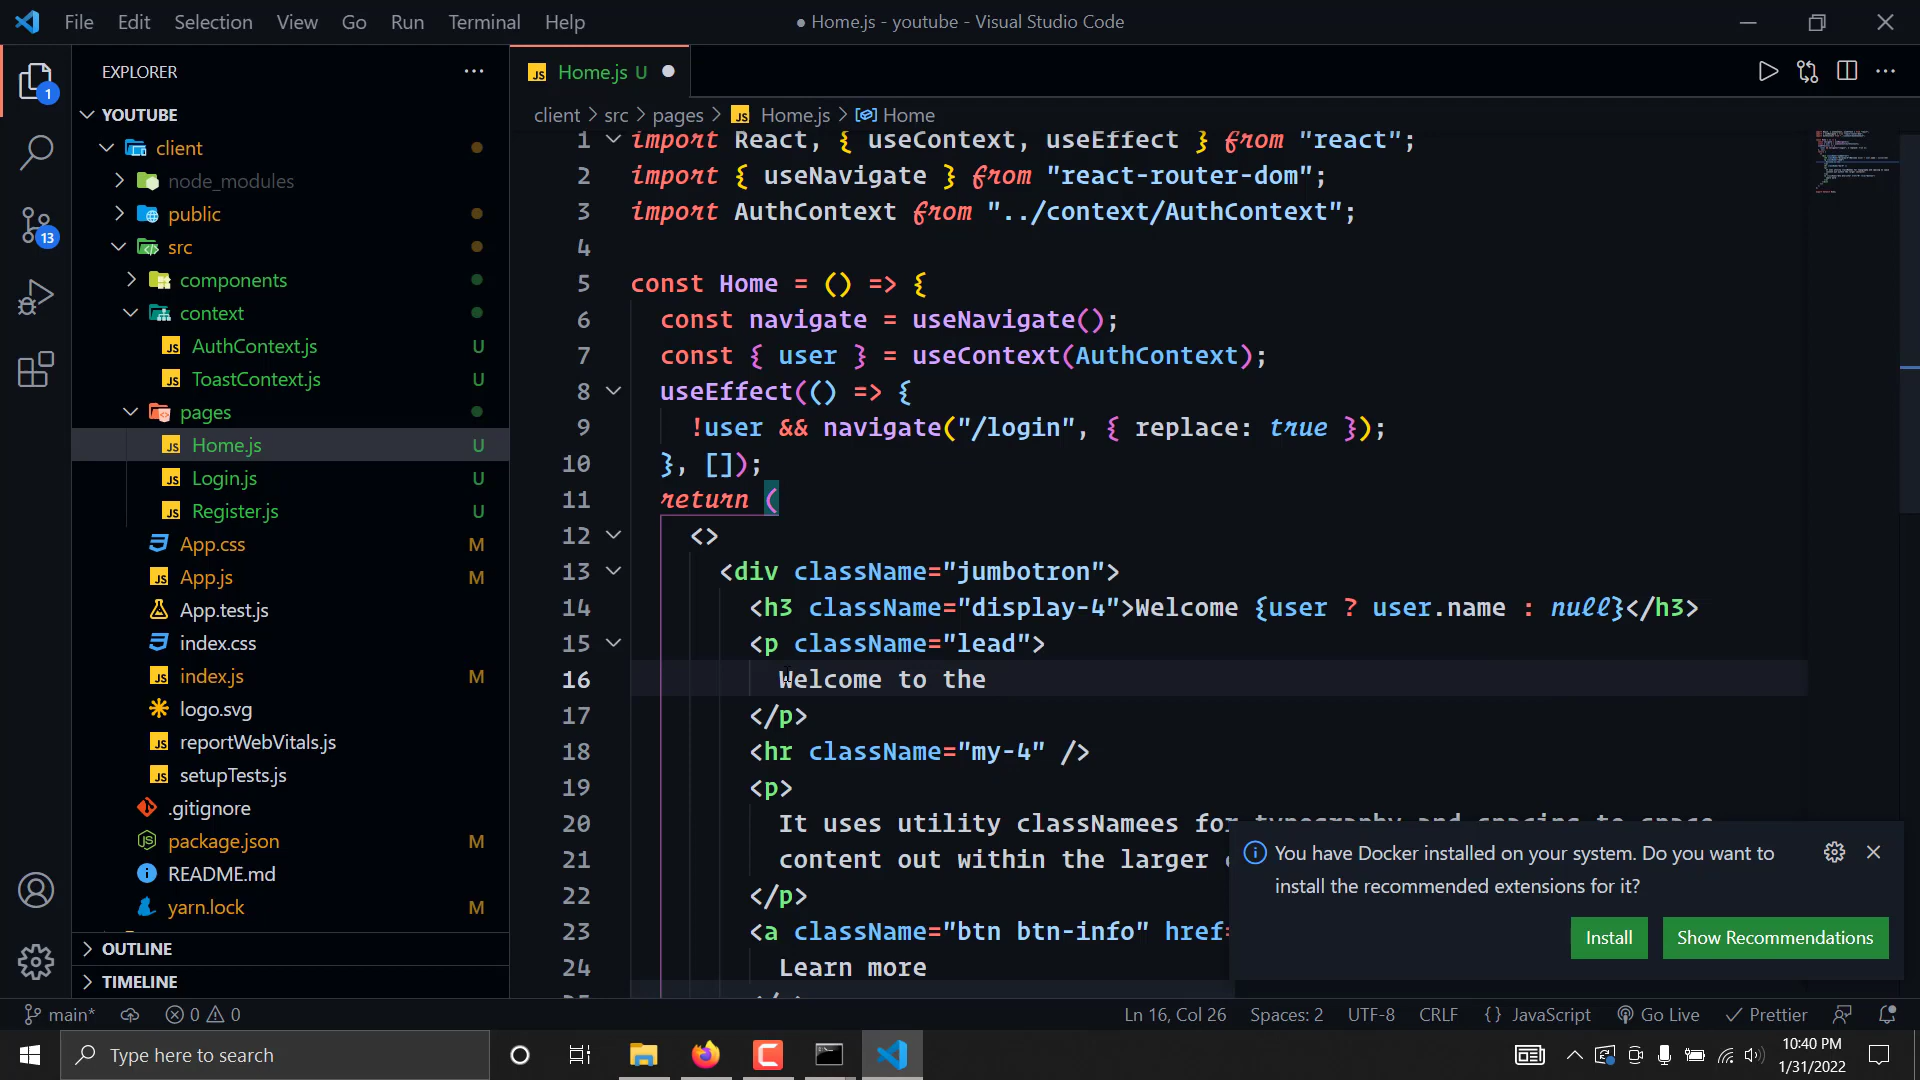 File Edit Selection View Go Run Terminal Help
● Home.js - youtube - Visual Studio Code
EXPLORER
1
13
YOUTUBE
client
node_modules
public
src
components
context
AuthContext.js U
ToastContext.js U
pages
Home.js U
Login.js U
Register.js U
App.css M
App.js M
App.test.js
index.css
index.js M
logo.svg
reportWebVitals.js
setupTests.js
.gitignore
package.json M
README.md
yarn.lock M
OUTLINE
TIMELINE
JS Home.js U
client > src > pages > JS Home.js > Home
1 import React, { useContext, useEffect } from "react";
2 import { useNavigate } from "react-router-dom";
3 import AuthContext from "../context/AuthContext";
4
5 const Home = () => {
6 const navigate = useNavigate();
7 const { user } = useContext(AuthContext);
8 useEffect(() => {
9 !user && navigate("/login", { replace: true });
10 }, []);
11 return (
12 <>
13 <div className="jumbotron">
14 <h3 className="display-4">Welcome {user ? user.name : null}</h3>
15 <p className="lead">
16 Welcome to the
17 </p>
18 <hr className="my-4" />
19 <p>
20 It uses utility classNamees for typography and spacing to space
21 content out within the larger
22 </p>
23 <a className="btn btn-info" href=
24 Learn more
You have Docker installed on your system. Do you want to
install the recommended extensions for it?
Install
Show Recommendations
main* 0 0
Ln 16, Col 26 Spaces: 2 UTF-8 CRLF {} JavaScript Go Live Prettier
Type here to search
10:40 PM
1/31/2022